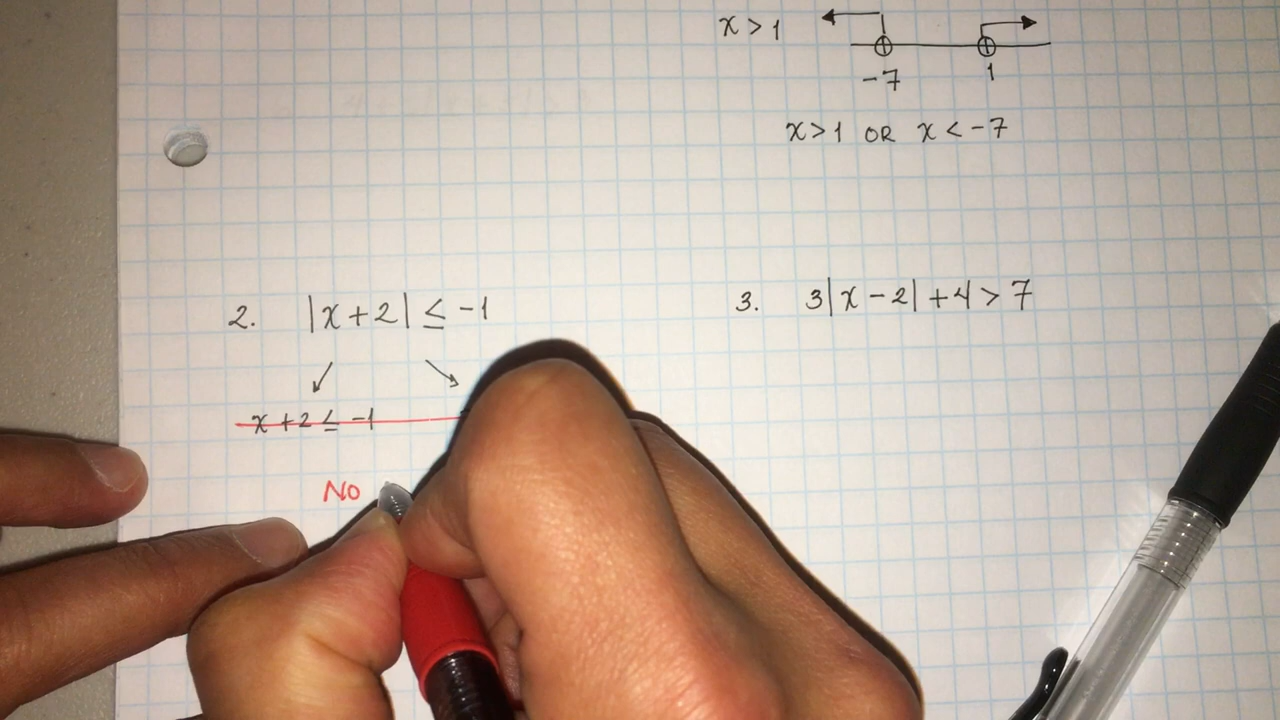 x > 1
-7 1
x > 1 OR x < -7
2. |x + 2| ≤ -1
3. 3|x - 2| + 4 > 7
x + 2 ≤ -1
NO